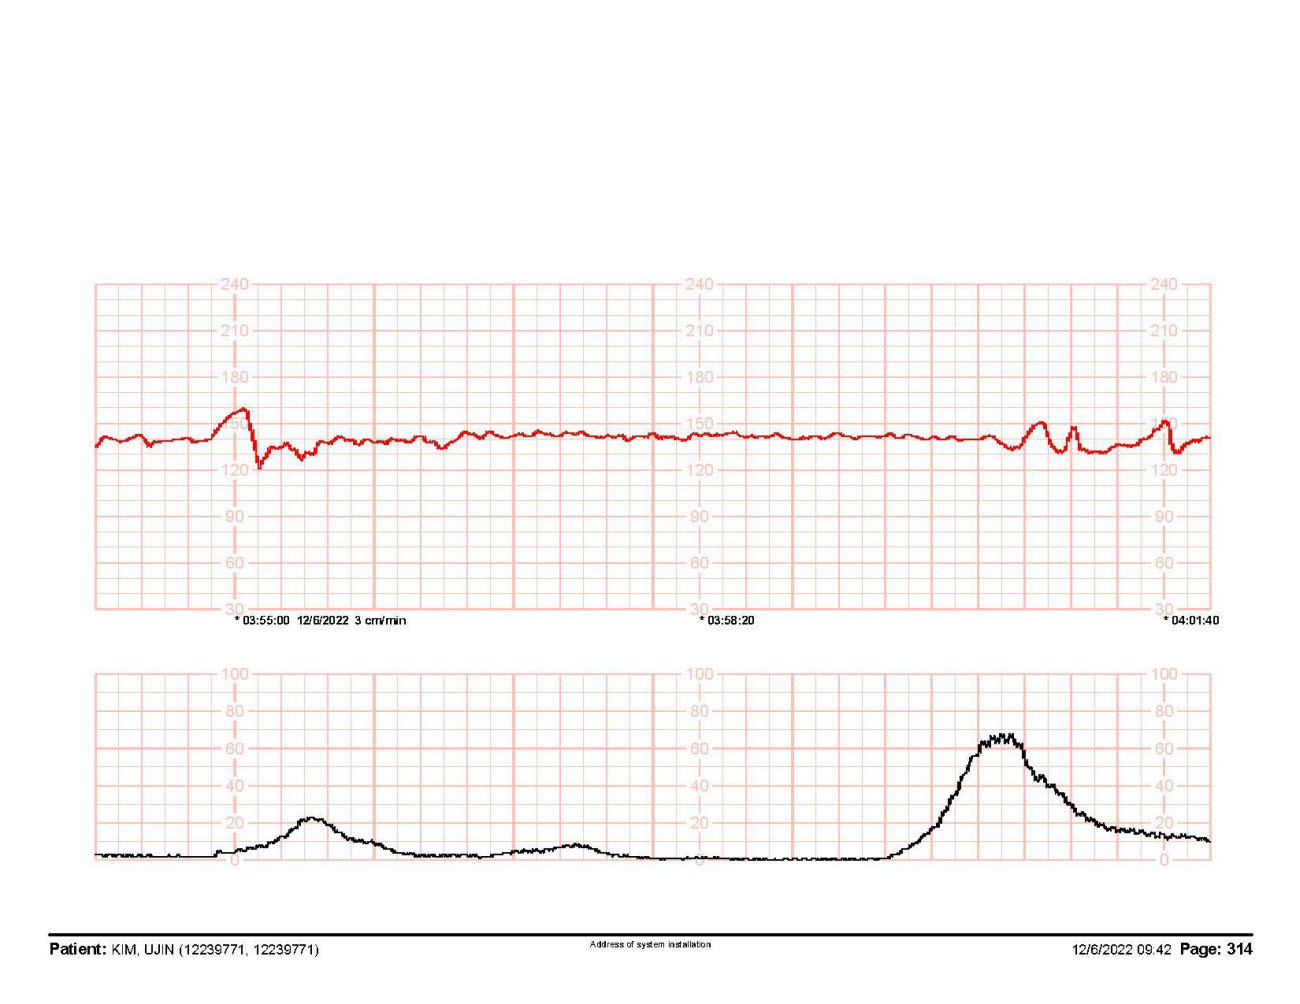 240 240 240
210 210 210
180 180 180
150 150 150
120 120 120
90 90 90
60 60 60
30 30 30
* 03:55:00 12/6/2022 3 cm/min * 03:58:20 * 04:01:40
100 100 100
80 80 80
60 60 60
40 40 40
20 20 20
0 0 0
Patient: KIM, UJIN (12239771, 12239771) Address of system installation 12/6/2022 09:42 Page: 314